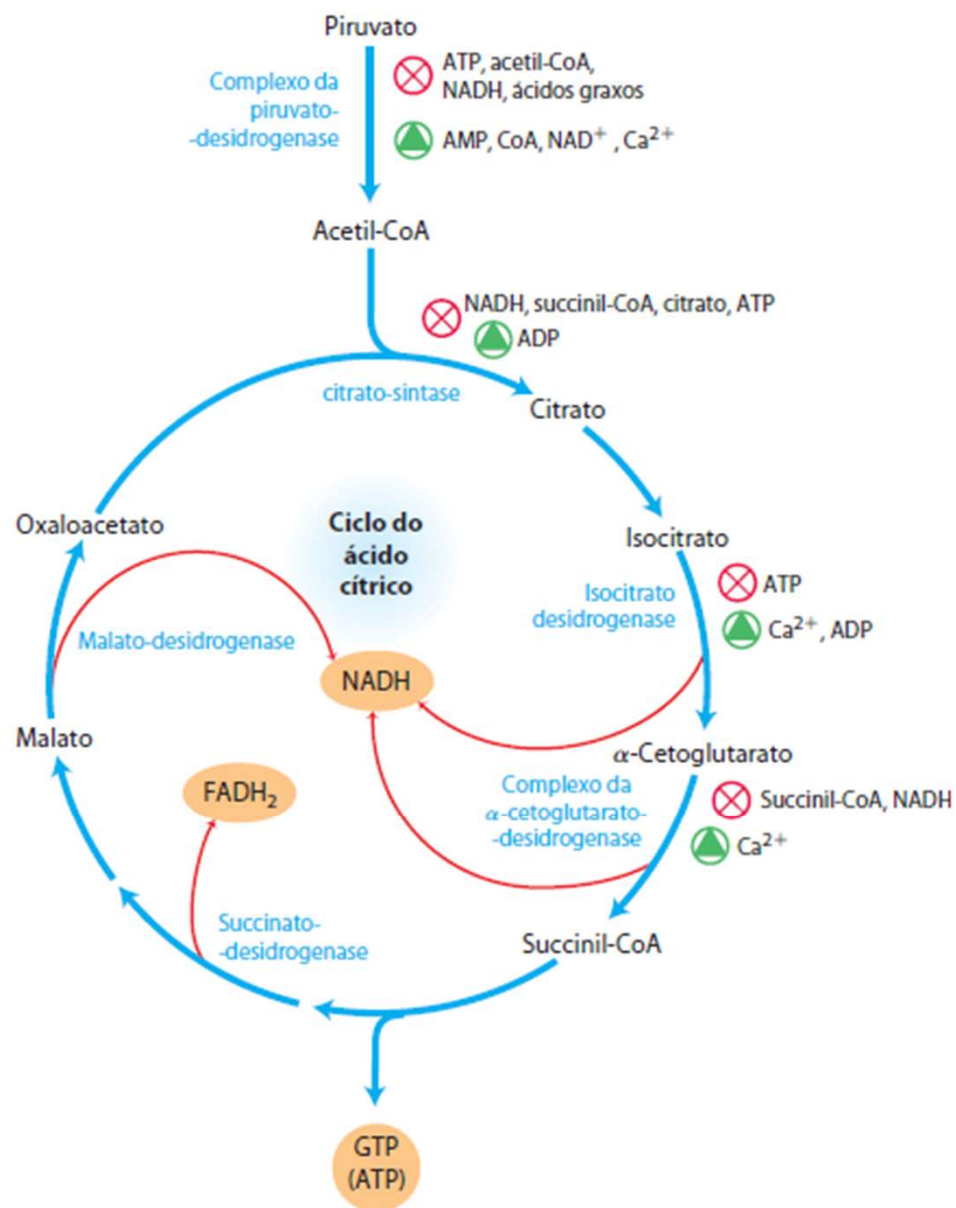 Piruvato
Complexo da
piruvato-
-desidrogenase
ATP, acetil-CoA,
NADH, ácidos graxos
AMP, CoA, NAD⁺ , Ca²⁺
Acetil-CoA
NADH, succinil-CoA, citrato, ATP
ADP
citrato-sintase
Citrato
Oxaloacetato
Ciclo do
ácido
cítrico
Isocitrato
Isocitrato
desidrogenase
ATP
Ca²⁺, ADP
Malato-desidrogenase
NADH
Malato
α-Cetoglutarato
FADH₂
Complexo da
α-cetoglutarato-
-desidrogenase
Succinil-CoA, NADH
Ca²⁺
Succinato-
-desidrogenase
Succinil-CoA
GTP
(ATP)